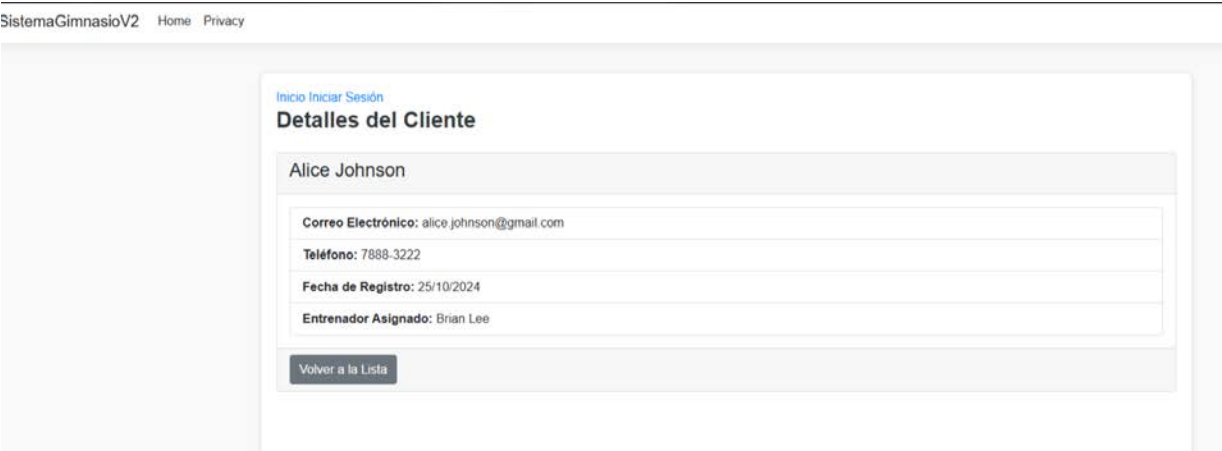 SistemaGimnasioV2 Home Privacy
Inicio Iniciar Sesión
Detalles del Cliente
Alice Johnson
Correo Electrónico: alice.johnson@gmail.com
Teléfono: 7888-3222
Fecha de Registro: 25/10/2024
Entrenador Asignado: Brian Lee
Volver a la Lista